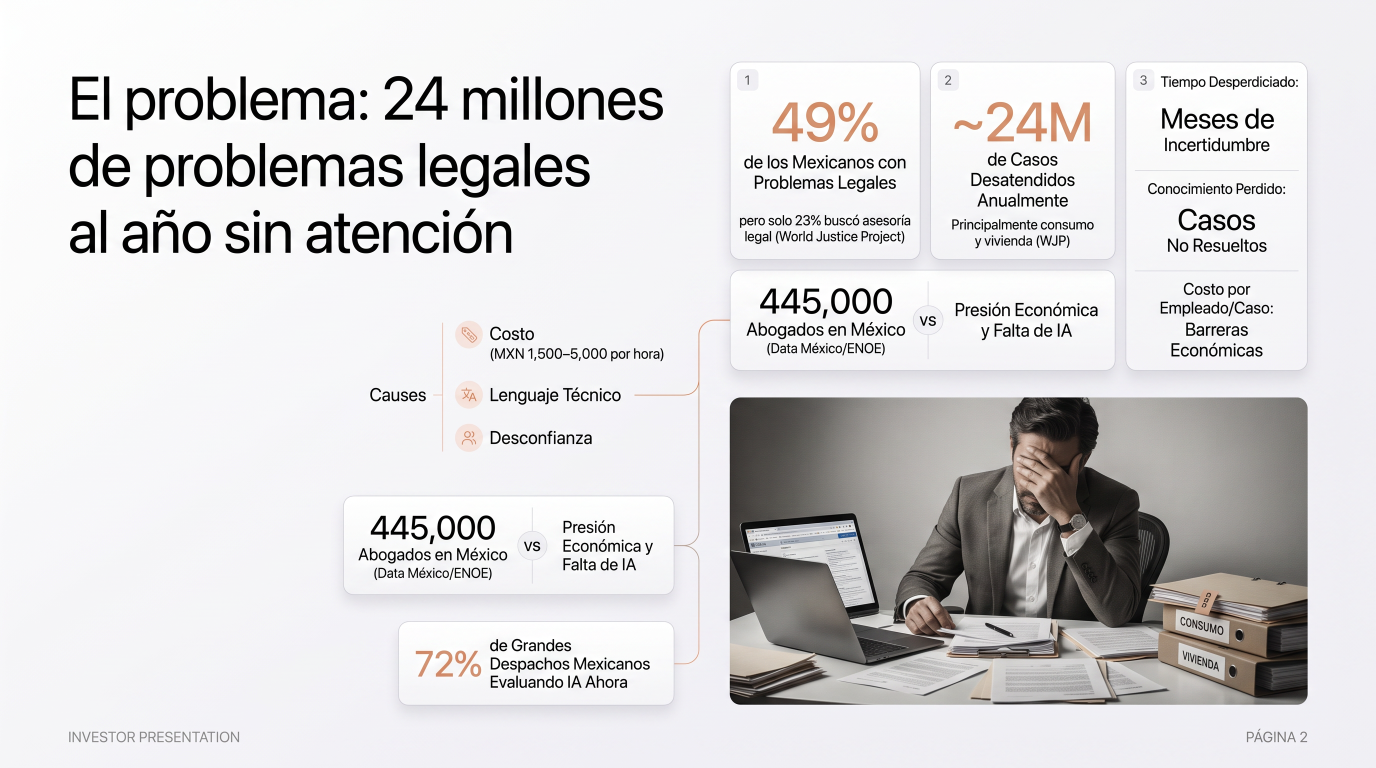 El problema: 24 millones
de problemas legales
al año sin atención
1
49%
de los Mexicanos con
Problemas Legales
pero solo 23% buscó asesoría
legal (World Justice Project)
2
~24M
de Casos
Desatendidos
Anualmente
Principalmente consumo
y vivienda (WJP)
3
Tiempo Desperdiciado:
Meses de
Incertidumbre
Conocimiento Perdido:
Casos
No Resueltos
Costo por
Empleado/Caso:
Barreras
Económicas
445,000
Abogados en México
(Data México/ENOE)
VS
Presión Económica
y Falta de IA
Causes
Costo
(MXN 1,500–5,000 por hora)
Lenguaje Técnico
Desconfianza
445,000
Abogados en México
(Data México/ENOE)
VS
Presión
Económica y
Falta de IA
72%
de Grandes
Despachos Mexicanos
Evaluando IA Ahora
CONSUMO
VIVIENDA
INVESTOR PRESENTATION
PÁGINA 2